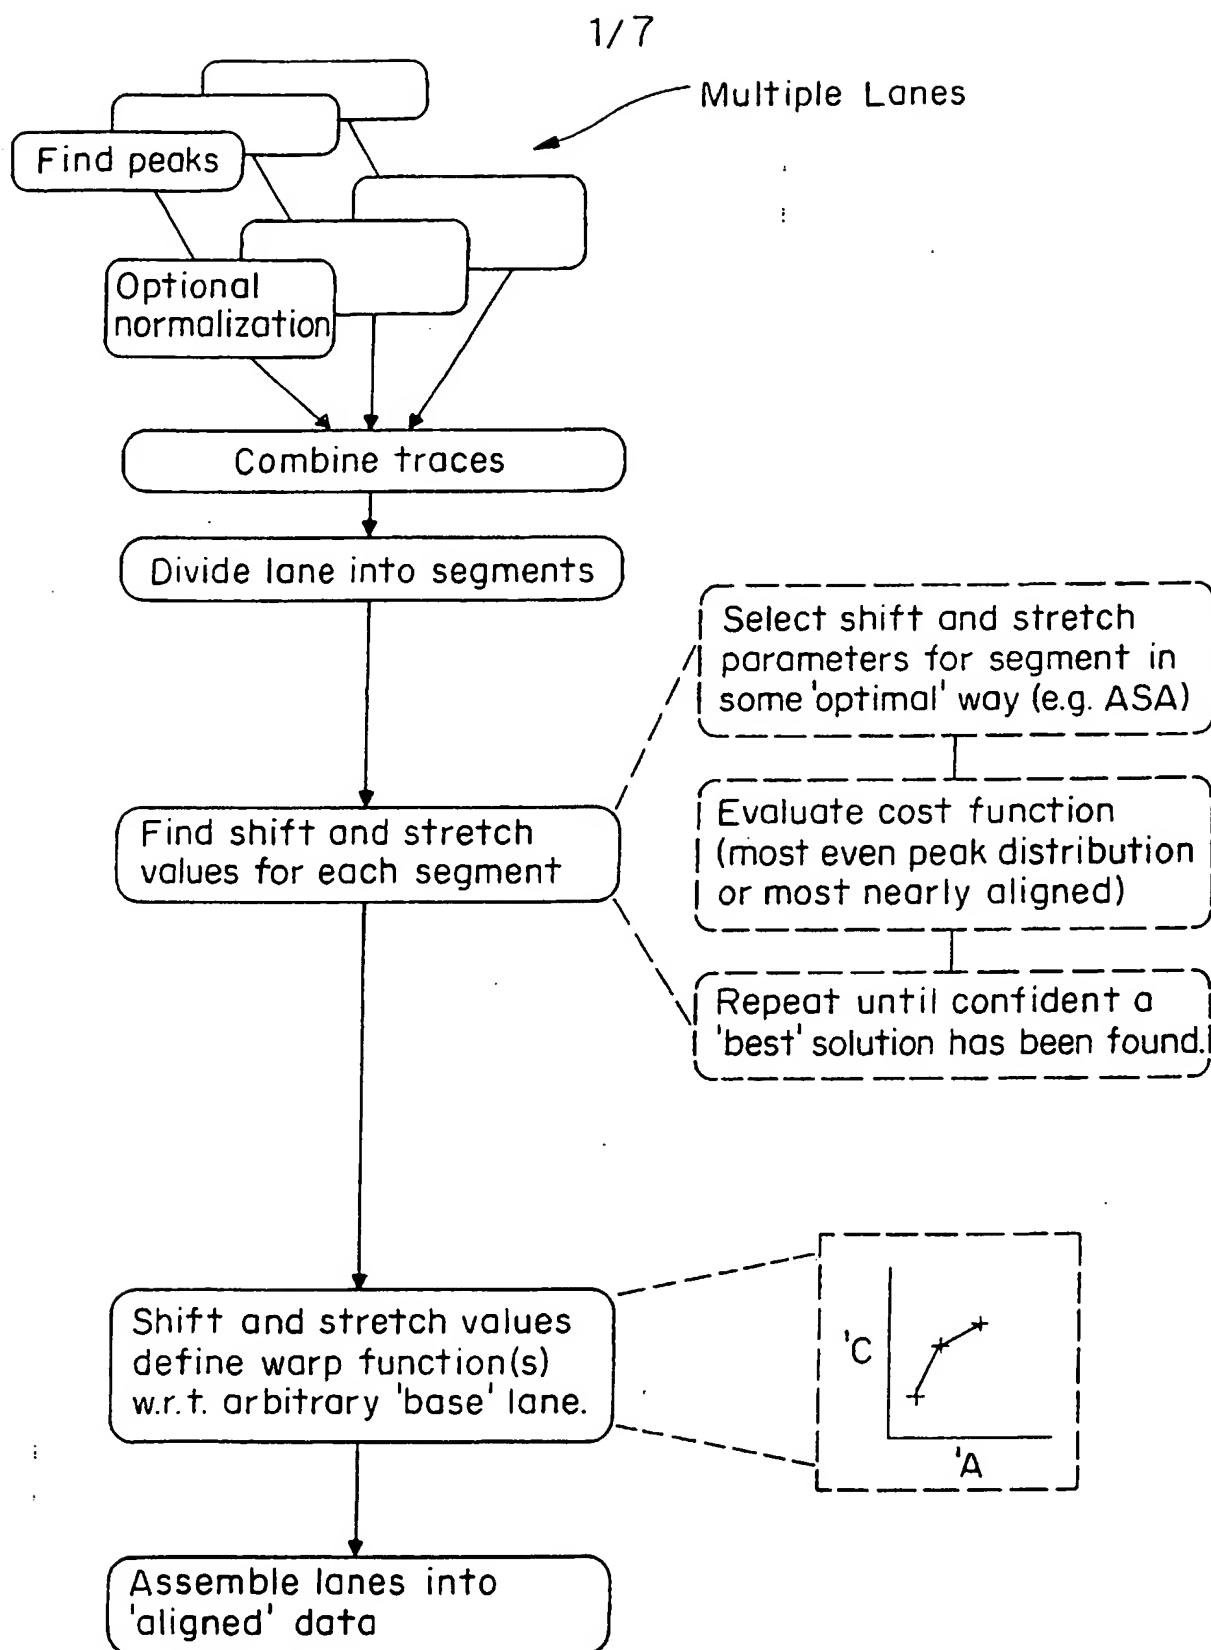 1/7
Multiple Lanes
Find peaks
Optional
normalization
Combine traces
Divide lane into segments
Select shift and stretch
parameters for segment in
some 'optimal' way (e.g. ASA)
Find shift and stretch
values for each segment
Evaluate cost function
(most even peak distribution
or most nearly aligned)
Repeat until confident a
'best' solution has been found.
Shift and stretch values
define warp function(s)
w.r.t. arbitrary 'base' lane.
'C
'A
Assemble lanes into
'aligned' data